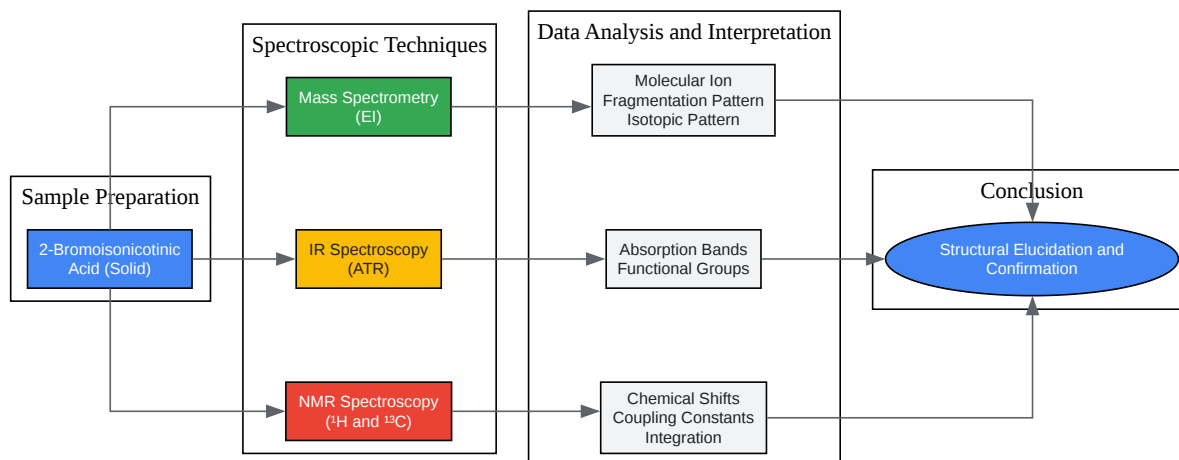 Sample Preparation
2-Bromoisonicotinic
Acid (Solid)
Spectroscopic Techniques
Mass Spectrometry
(EI)
IR Spectroscopy
(ATR)
NMR Spectroscopy
(¹H and ¹³C)
Data Analysis and Interpretation
Molecular Ion
Fragmentation Pattern
Isotopic Pattern
Absorption Bands
Functional Groups
Chemical Shifts
Coupling Constants
Integration
Conclusion
Structural Elucidation and
Confirmation